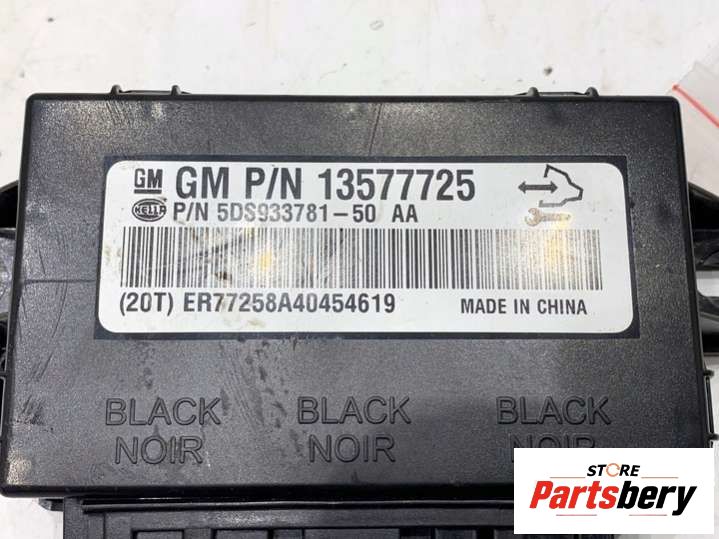 GM GM P/N 13577725
HELLA P/N 5DS933781-50 AA
(20T) ER77258A40454619 MADE IN CHINA
BLACK BLACK BLACK
NOIR NOIR NOIR
STORE
Partsbery